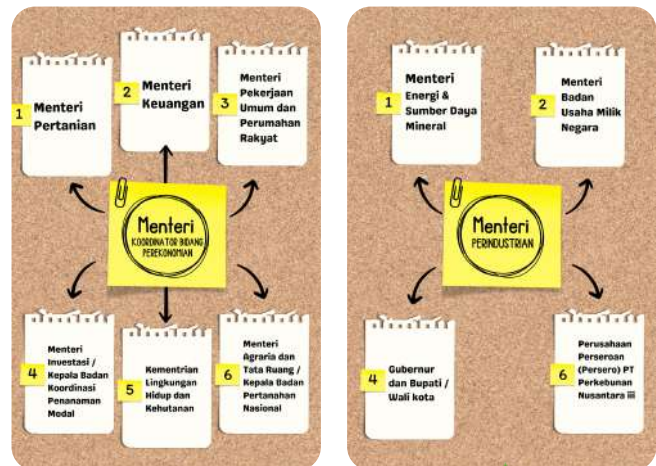 1
Menteri
Pertanian
2
Menteri
Keuangan
3
Menteri
Pekerjaan
Umum dan
Perumahan
Rakyat
Menteri
KOORDINATOR BIDANG
PEREKONOMIAN
4
Menteri
Investasi /
Kepala Badan
Koordinasi
Penanaman
Modal
5
Kementrian
Lingkungan
Hidup dan
Kehutanan
6
Menteri
Agraria dan
Tata Ruang /
Kepala Badan
Pertanahan
Nasional
1
Menteri
Energi &
Sumber Daya
Mineral
2
Menteri
Badan
Usaha Milik
Negara
Menteri
PERINDUSTRIAN
4
Gubernur
dan Bupati /
Wali kota
6
Perusahaan
Perseroan
(Persero) PT
Perkebunan
Nusantara iii